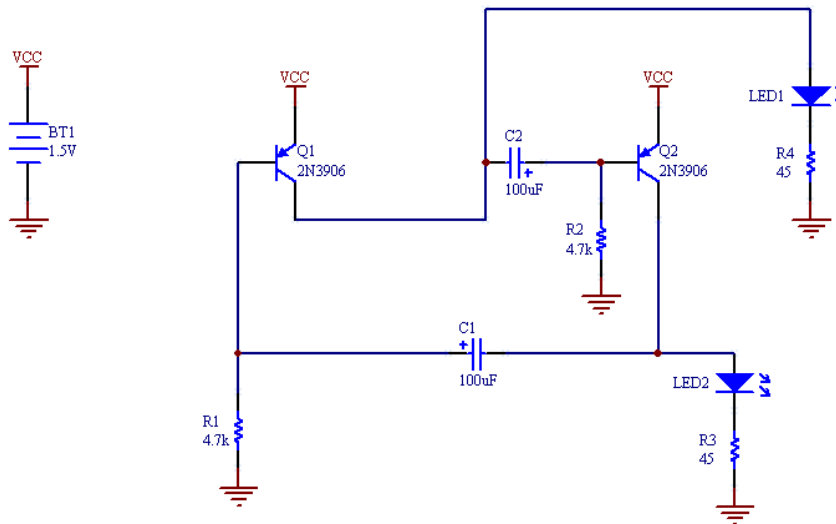 VCC
BT1
1.5V
VCC
Q1
2N3906
C2
100uF
VCC
Q2
2N3906
R2
4.7k
LED1
R4
45
C1
100uF
R1
4.7k
LED2
R3
45